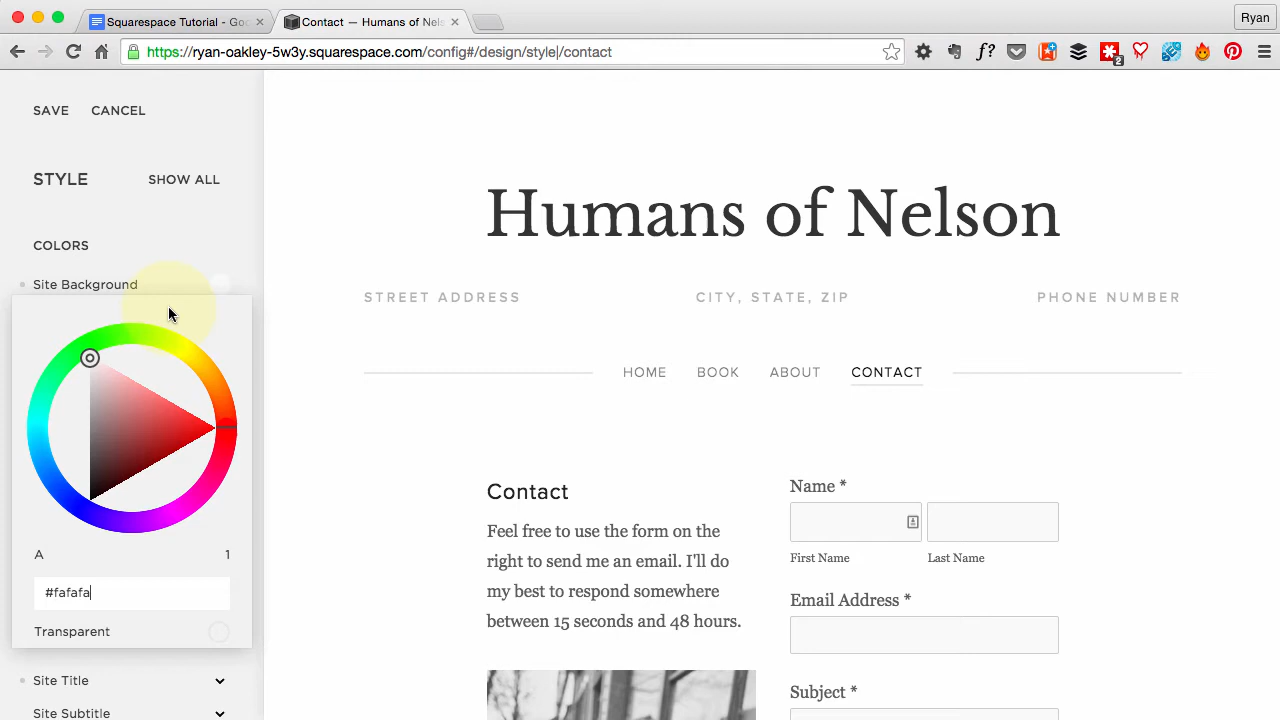 Squarespace Tutorial - Goo
Contact — Humans of Nels
Ryan
https://ryan-oakley-5w3y.squarespace.com/config#/design/style|/contact
f?
2
SAVE CANCEL
STYLE SHOW ALL
COLORS
Site Background
A 1
#fafafa
Transparent
Site Title
Site Subtitle
Humans of Nelson
STREET ADDRESS CITY, STATE, ZIP PHONE NUMBER
HOME BOOK ABOUT CONTACT
Contact
Feel free to use the form on the
right to send me an email. I'll do
my best to respond somewhere
between 15 seconds and 48 hours.
Name *
First Name Last Name
Email Address *
Subject *